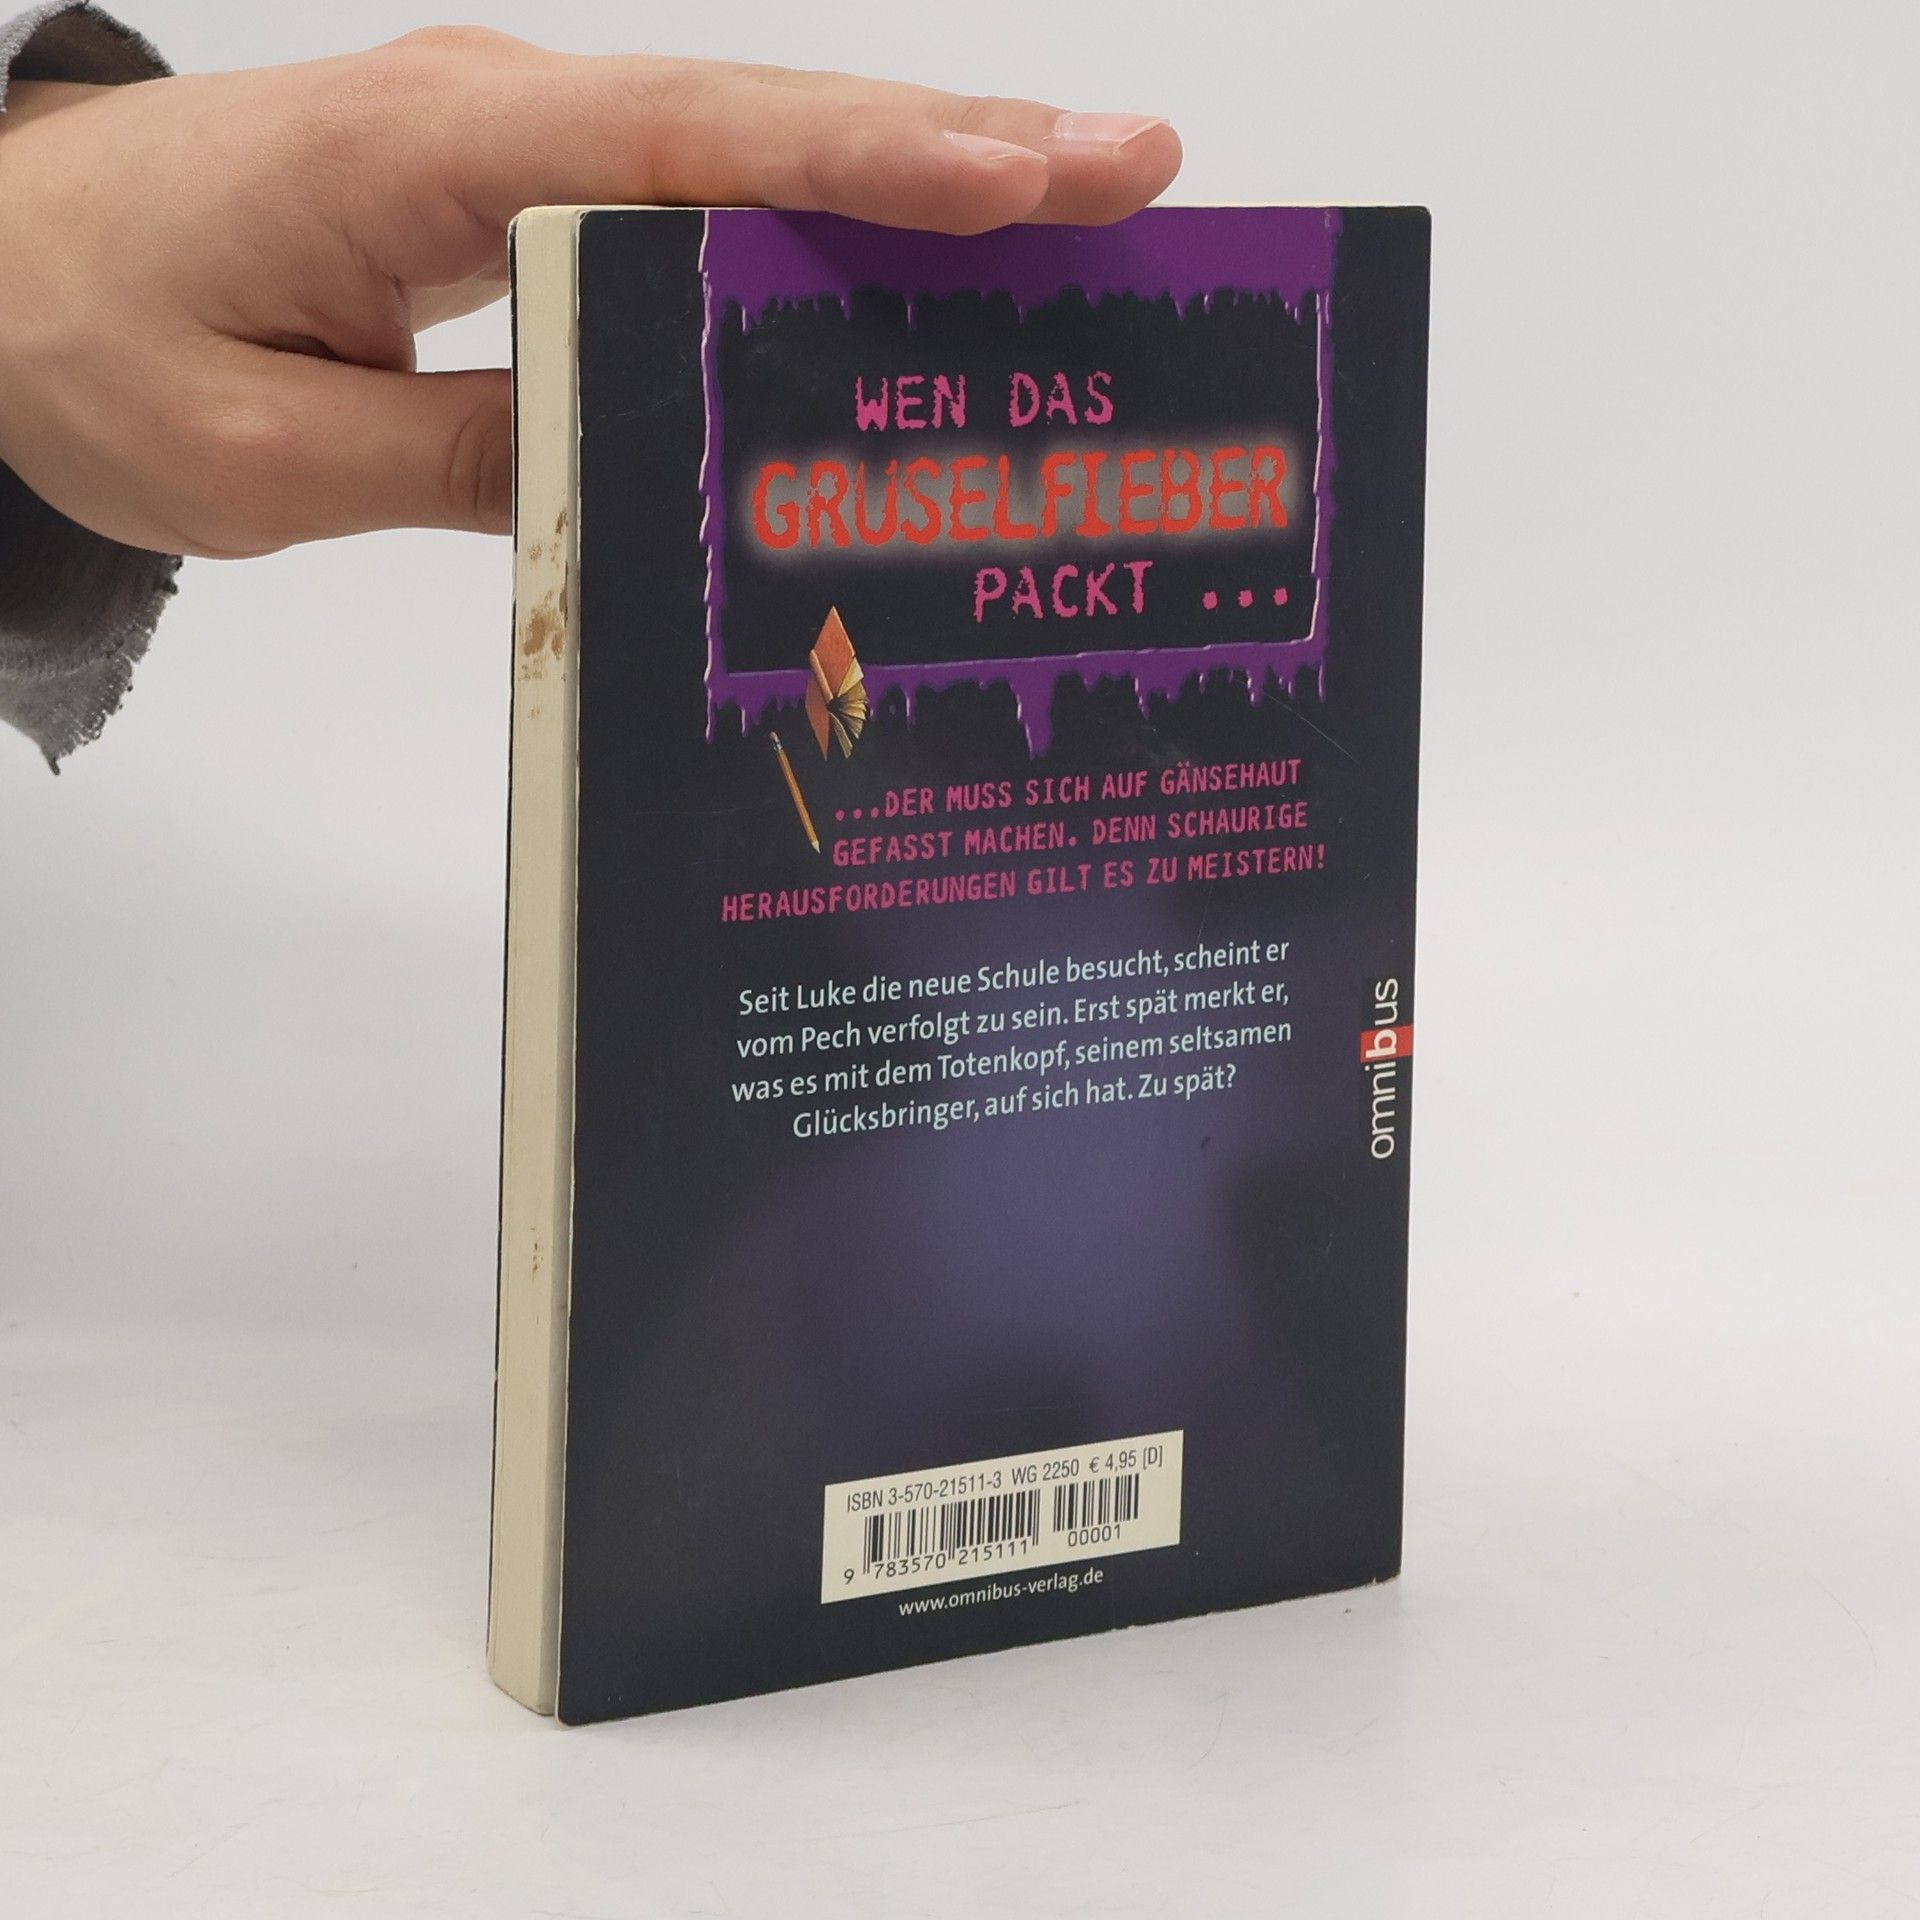 WEN DAS
GRUSELFIEBER
PACKT ...
...DER MUSS SICH AUF GÄNSEHAUT
GEFASST MACHEN. DENN SCHAURIGE
HERAUSFORDERUNGEN GILT ES ZU MEISTERN!
Seit Luke die neue Schule besucht, scheint er
vom Pech verfolgt zu sein. Erst spät merkt er,
was es mit dem Totenkopf, seinem seltsamen
Glücksbringer, auf sich hat. Zu spät?
omnibus
ISBN 3-570-21511-3 WG 2250 € 4,95 [D]
9 783570 215111 00001
www.omnibus-verlag.de